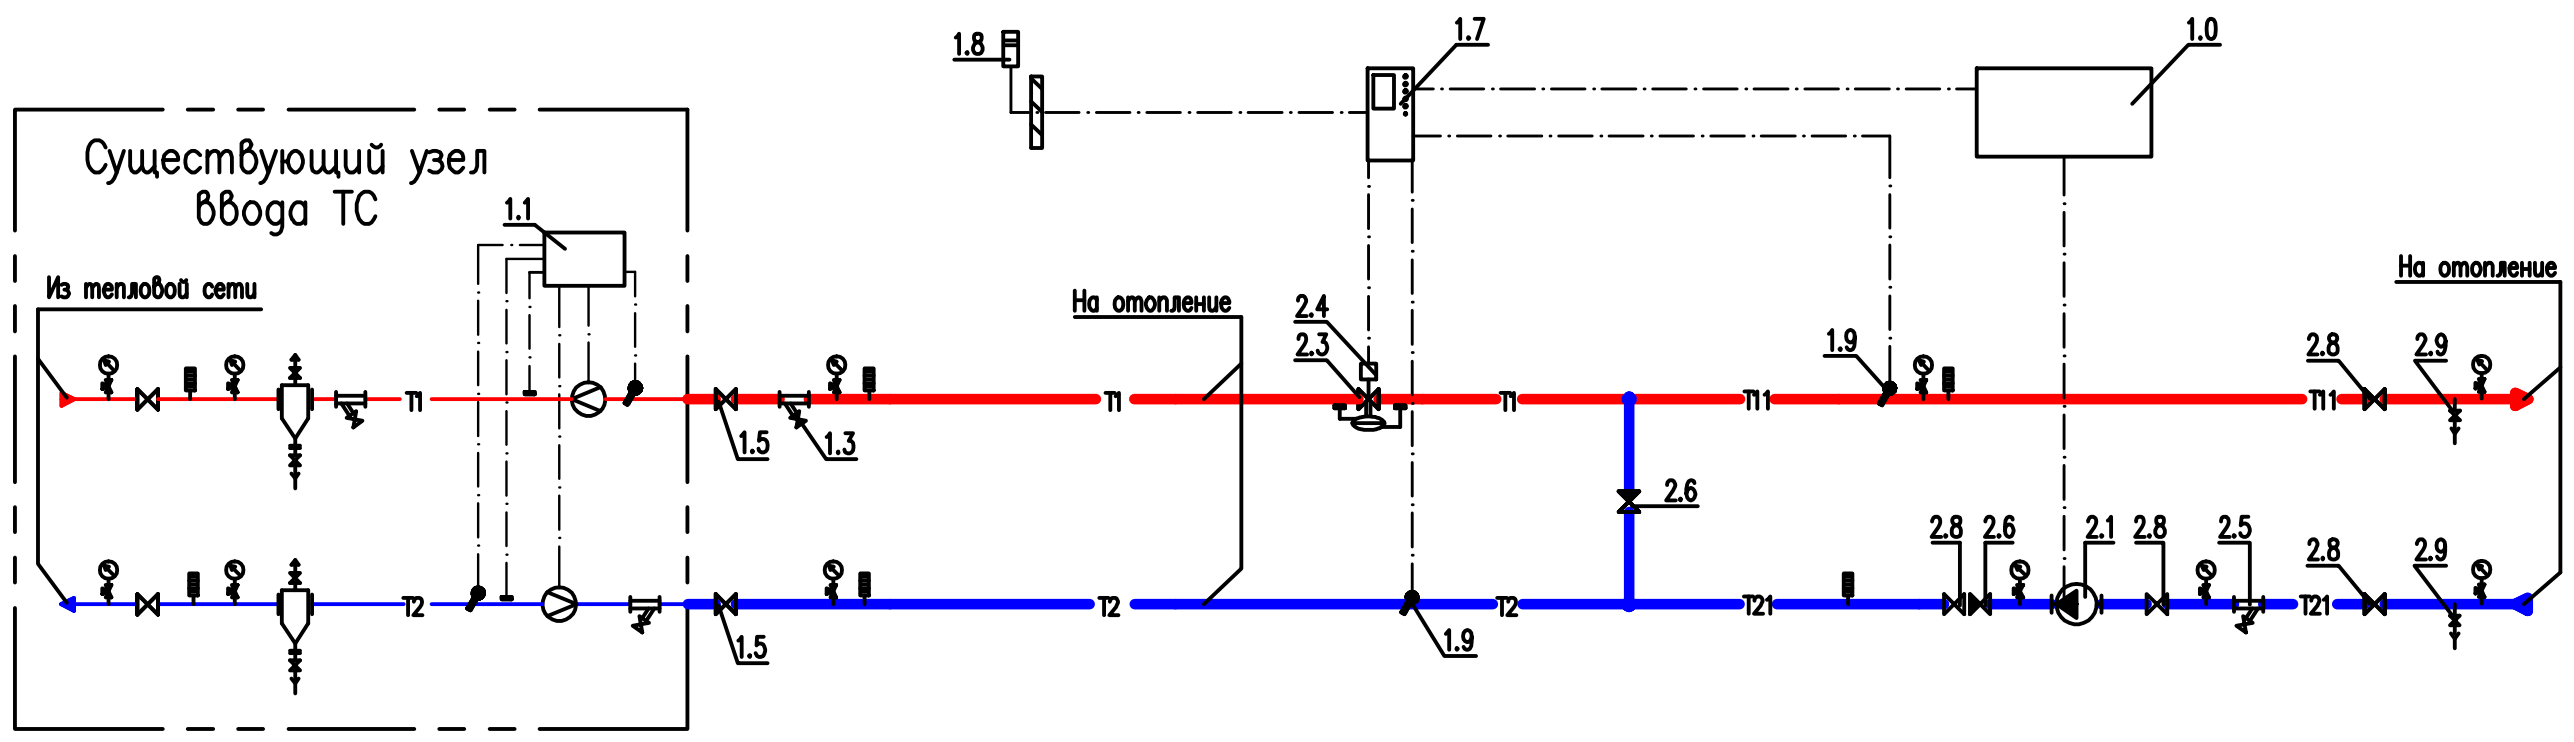 1.8
1.7
1.0
Существующий узел
ввода ТС
1.1
Из тепловой сети
На отопление
На отопление
2.4
2.3
1.9
2.8
2.9
Т1
Т1
Т1
Т11
Т11
1.5
1.3
2.6
2.8
2.6
2.1
2.8
2.5
2.8
2.9
Т2
Т2
Т2
Т21
Т21
1.5
1.9